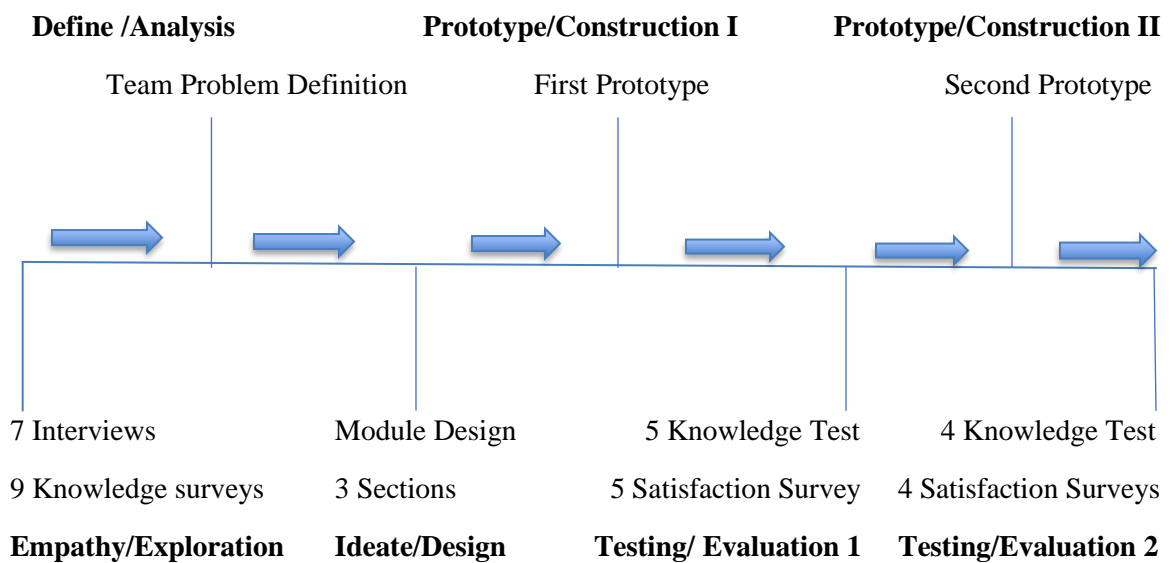 Define /Analysis Prototype/Construction I Prototype/Construction II
Team Problem Definition First Prototype Second Prototype
7 Interviews Module Design 5 Knowledge Test 4 Knowledge Test
9 Knowledge surveys 3 Sections 5 Satisfaction Survey 4 Satisfaction Surveys
Empathy/Exploration Ideate/Design Testing/ Evaluation 1 Testing/Evaluation 2